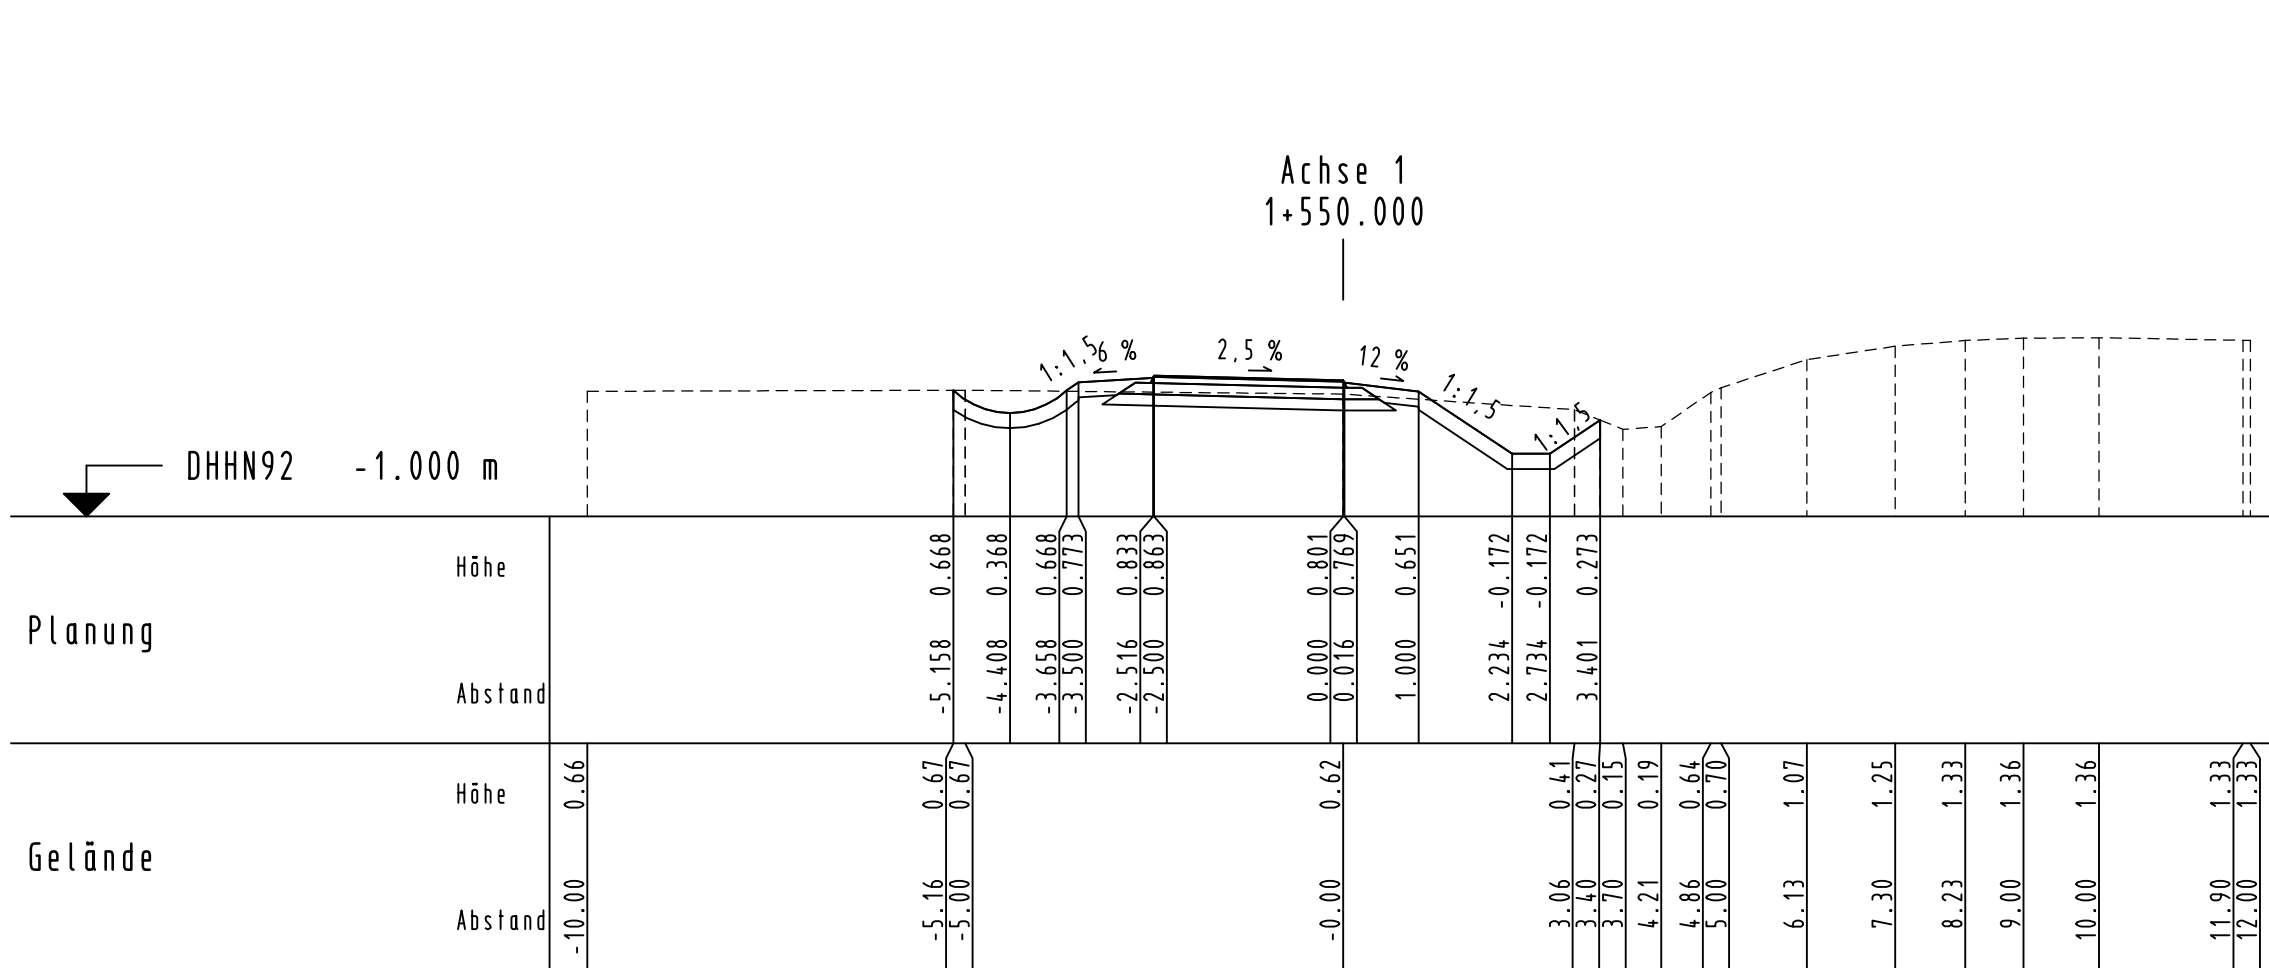 Achse 1
1+550.000
1:1,5 6 % 2,5 % 12 % 1:1,5 1:1,5
DHHN92 -1.000 m
Planung
Höhe 0.668 0.368 0.668 0.773 0.833 0.863 0.801 0.769 0.651 -0.172 -0.172 0.273
Abstand -5.158 -4.408 -3.658 -3.500 -2.516 -2.500 0.000 0.016 1.000 2.234 2.734 3.401
Gelände
Höhe 0.66 0.67 0.67 0.62 0.41 0.27 0.15 0.19 0.64 0.70 1.07 1.25 1.33 1.36 1.36 1.33 1.33
Abstand -10.00 -5.16 -5.00 -0.00 3.06 3.40 3.70 4.21 4.86 5.00 6.13 7.30 8.23 9.00 10.00 11.90 12.00